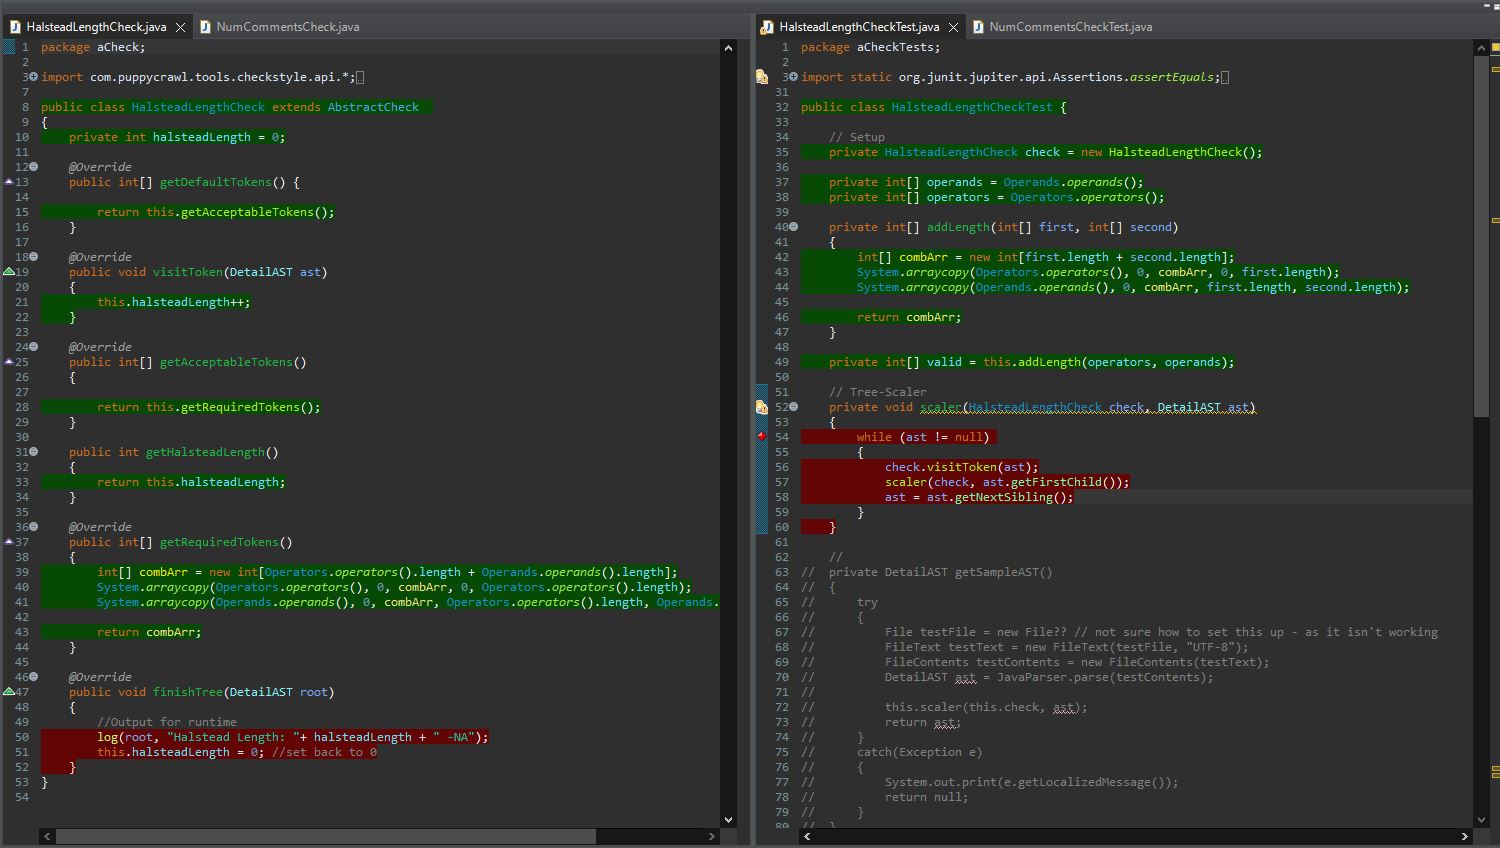 HalsteadLengthCheck.java
NumCommentsCheck.java
1 package aCheck;
2
3 import com.puppycrawl.tools.checkstyle.api.*;
7
8 public class HalsteadLengthCheck extends AbstractCheck
9 {
10     private int halsteadLength = 0;
11
12     @Override
13     public int[] getDefaultTokens() {
14
15         return this.getAcceptableTokens();
16     }
17
18     @Override
19     public void visitToken(DetailAST ast)
20     {
21         this.halsteadLength++;
22     }
23
24     @Override
25     public int[] getAcceptableTokens()
26     {
27
28         return this.getRequiredTokens();
29     }
30
31     public int getHalsteadLength()
32     {
33         return this.halsteadLength;
34     }
35
36     @Override
37     public int[] getRequiredTokens()
38     {
39         int[] combArr = new int[Operators.operators().length + Operands.operands().length];
40         System.arraycopy(Operators.operators(), 0, combArr, 0, Operators.operators().length);
41         System.arraycopy(Operands.operands(), 0, combArr, Operators.operators().length, Operands.
42
43         return combArr;
44     }
45
46     @Override
47     public void finishTree(DetailAST root)
48     {
49         //Output for runtime
50         log(root, "Halstead Length: "+ halsteadLength + " -NA");
51         this.halsteadLength = 0; //set back to 0
52     }
53 }
54
HalsteadLengthCheckTest.java
NumCommentsCheckTest.java
1 package aCheckTests;
2
3 import static org.junit.jupiter.api.Assertions.assertEquals;
31
32 public class HalsteadLengthCheckTest {
33
34     // Setup
35     private HalsteadLengthCheck check = new HalsteadLengthCheck();
36
37     private int[] operands = Operands.operands();
38     private int[] operators = Operators.operators();
39
40     private int[] addLength(int[] first, int[] second)
41     {
42         int[] combArr = new int[first.length + second.length];
43         System.arraycopy(Operators.operators(), 0, combArr, 0, first.length);
44         System.arraycopy(Operands.operands(), 0, combArr, first.length, second.length);
45
46         return combArr;
47     }
48
49     private int[] valid = this.addLength(operators, operands);
50
51     // Tree-Scaler
52     private void scaler(HalsteadLengthCheck check, DetailAST ast)
53     {
54         while (ast != null)
55         {
56             check.visitToken(ast);
57             scaler(check, ast.getFirstChild());
58             ast = ast.getNextSibling();
59         }
60     }
61
62     //
63 //  private DetailAST getSampleAST()
64 //  {
65 //      try
66 //      {
67 //          File testFile = new File?? // not sure how to set this up - as it isn't working
68 //          FileText testText = new FileText(testFile, "UTF-8");
69 //          FileContents testContents = new FileContents(testText);
70 //          DetailAST ast = JavaParser.parse(testContents);
71 //
72 //          this.scaler(this.check, ast);
73 //          return ast;
74 //      }
75 //      catch(Exception e)
76 //      {
77 //          System.out.print(e.getLocalizedMessage());
78 //          return null;
79 //      }
80 //  }